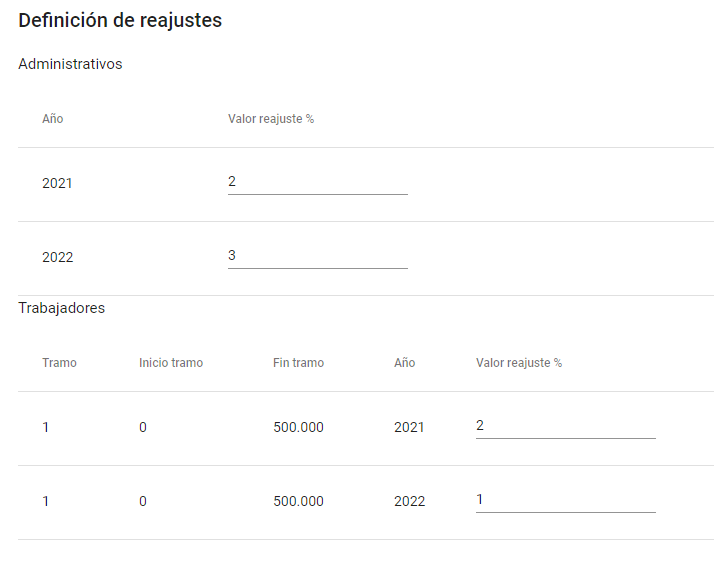 Definición de reajustes
Administrativos
Año Valor reajuste %
2021 2
2022 3
Trabajadores
Tramo Inicio tramo Fin tramo Año Valor reajuste %
1 0 500.000 2021 2
1 0 500.000 2022 1